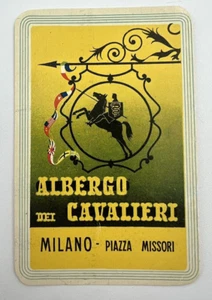 ALBERGO
DEI CAVALIERI
MILANO - PIAZZA MISSORI